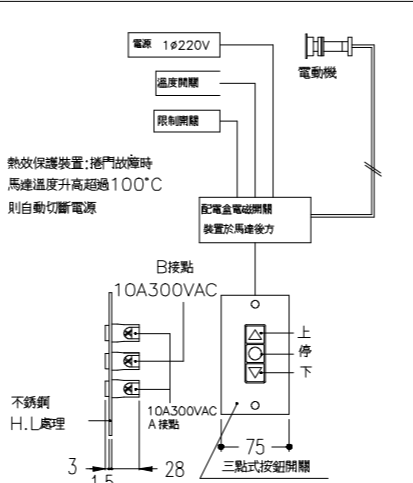 電源 1ø220V
電動機
溫度開關
限制開關
熱效保護裝置;捲門故障時
馬達溫度升高超過100°C
則自動切斷電源
配電盒電磁開關
裝置於馬達後方
B接點
10A300VAC
上
停
下
不銹鋼
H.L處理
10A300VAC
A接點
3
1.5
28
75
三點式按鈕開關